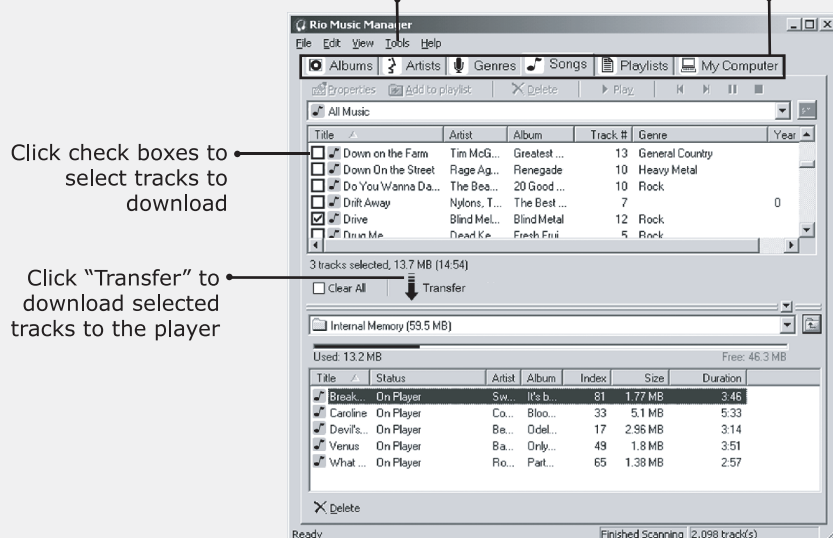 Rio Music Manager
File Edit View Tools Help
Albums Artists Genres Songs Playlists My Computer
Properties Add to playlist Delete Play
All Music
Title Artist Album Track # Genre Year
Down on the Farm Tim McG... Greatest ... 13 General Country
Down On the Street Rage Ag... Renegade 10 Heavy Metal
Do You Wanna Da... The Bea... 20 Good ... 10 Rock
Drift Away Nylons, T... The Best ... 7 0
Drive Blind Mel... Blind Metal 12 Rock
Drug Me Dead Ke... Fresh Frui... 5 Rock
Click check boxes to
select tracks to
download
3 tracks selected, 13.7 MB (14:54)
Clear All Transfer
Click “Transfer” to
download selected
tracks to the player
Internal Memory (59.5 MB)
Used: 13.2 MB Free: 46.3 MB
Title Status Artist Album Index Size Duration
Break... On Player Sw... It's b... 81 1.77 MB 3:46
Caroline On Player Co... Bloo... 33 5.1 MB 5:33
Devil's... On Player Be... Odel... 17 2.96 MB 3:14
Venus On Player Ba... Only... 49 1.8 MB 3:51
What ... On Player Ro... Part... 65 1.38 MB 2:57
Delete
Ready Finished Scanning 2,098 track(s)